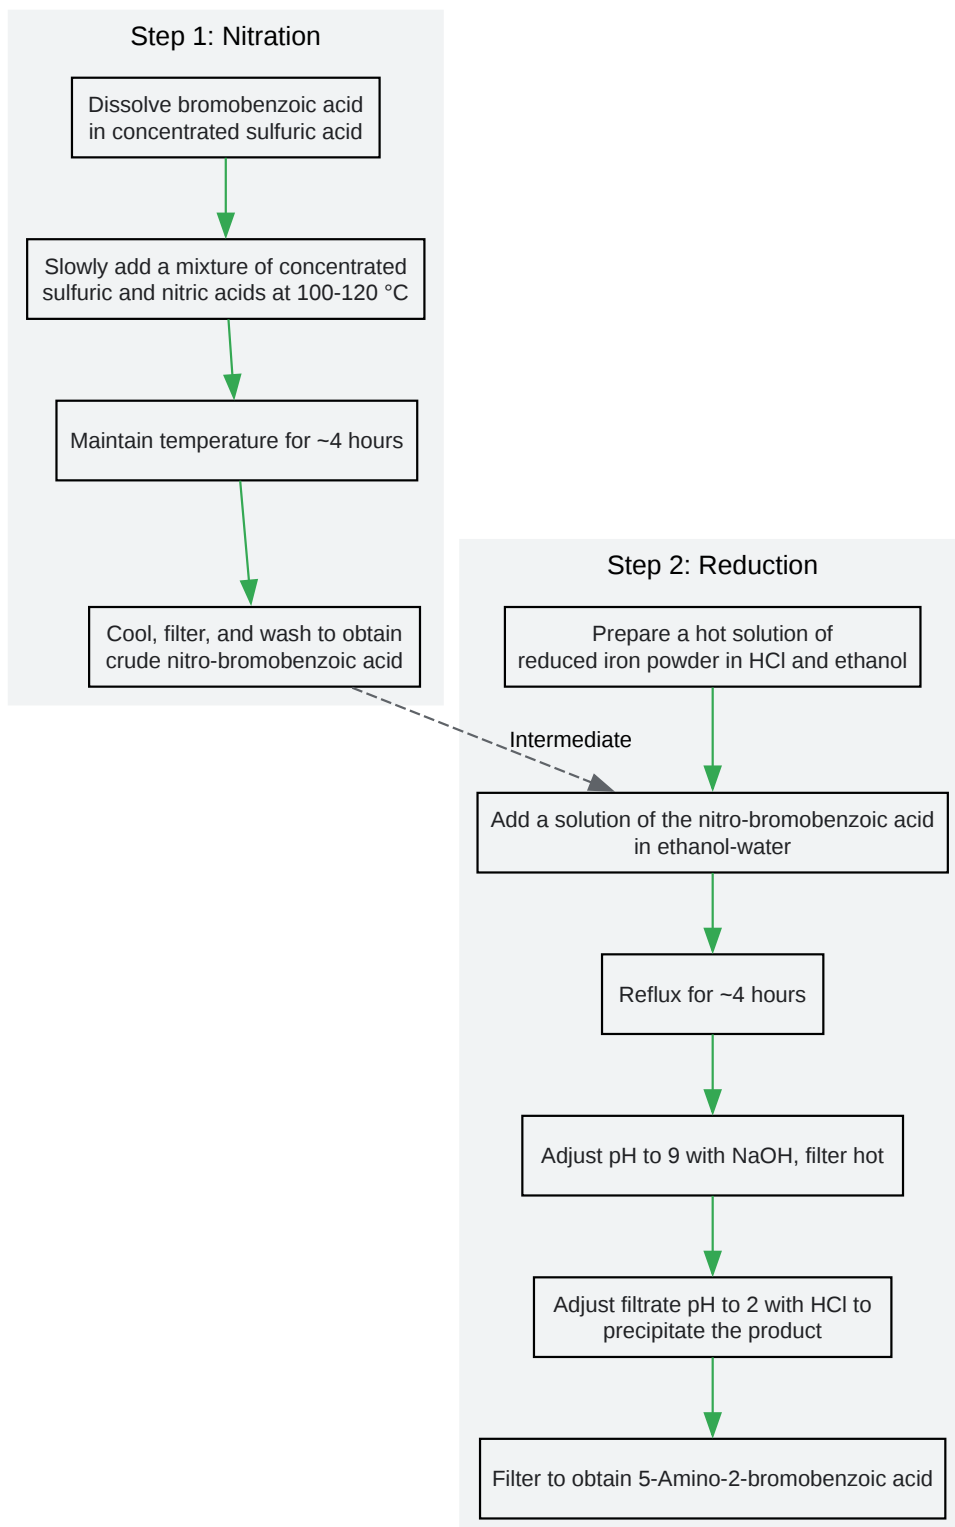 Step 1: Nitration
Dissolve bromobenzoic acid
in concentrated sulfuric acid
Slowly add a mixture of concentrated
sulfuric and nitric acids at 100-120 °C
Maintain temperature for ~4 hours
Cool, filter, and wash to obtain
crude nitro-bromobenzoic acid
Step 2: Reduction
Prepare a hot solution of
reduced iron powder in HCl and ethanol
Intermediate
Add a solution of the nitro-bromobenzoic acid
in ethanol-water
Reflux for ~4 hours
Adjust pH to 9 with NaOH, filter hot
Adjust filtrate pH to 2 with HCl to
precipitate the product
Filter to obtain 5-Amino-2-bromobenzoic acid